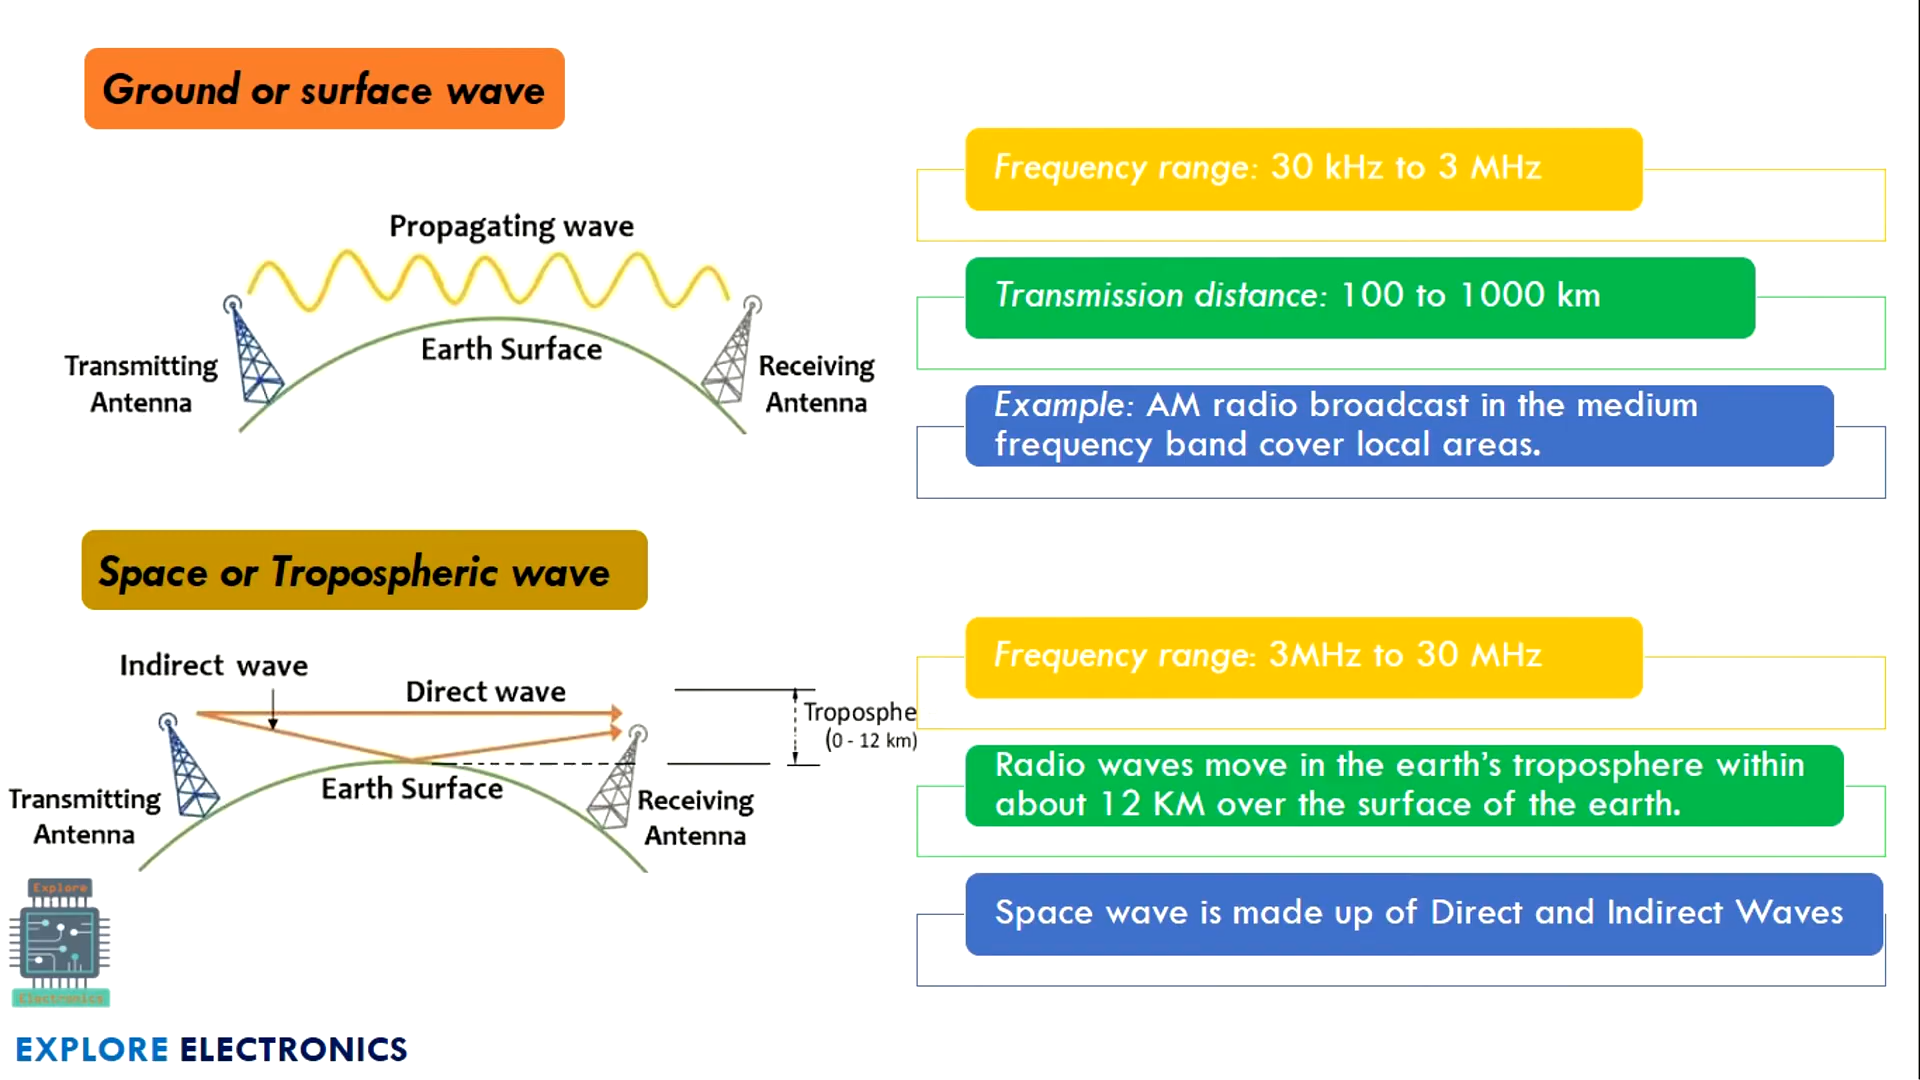 Ground or surface wave
Propagating wave
Earth Surface
Transmitting
Antenna
Receiving
Antenna
Frequency range: 30 kHz to 3 MHz
Transmission distance: 100 to 1000 km
Example: AM radio broadcast in the medium
frequency band cover local areas.
Space or Tropospheric wave
Indirect wave
Direct wave
Troposphe
(0 - 12 km)
Earth Surface
Transmitting
Antenna
Receiving
Antenna
Frequency range: 3MHz to 30 MHz
Radio waves move in the earth’s troposphere within
about 12 KM over the surface of the earth.
Space wave is made up of Direct and Indirect Waves
Explore
Electronics
EXPLORE ELECTRONICS